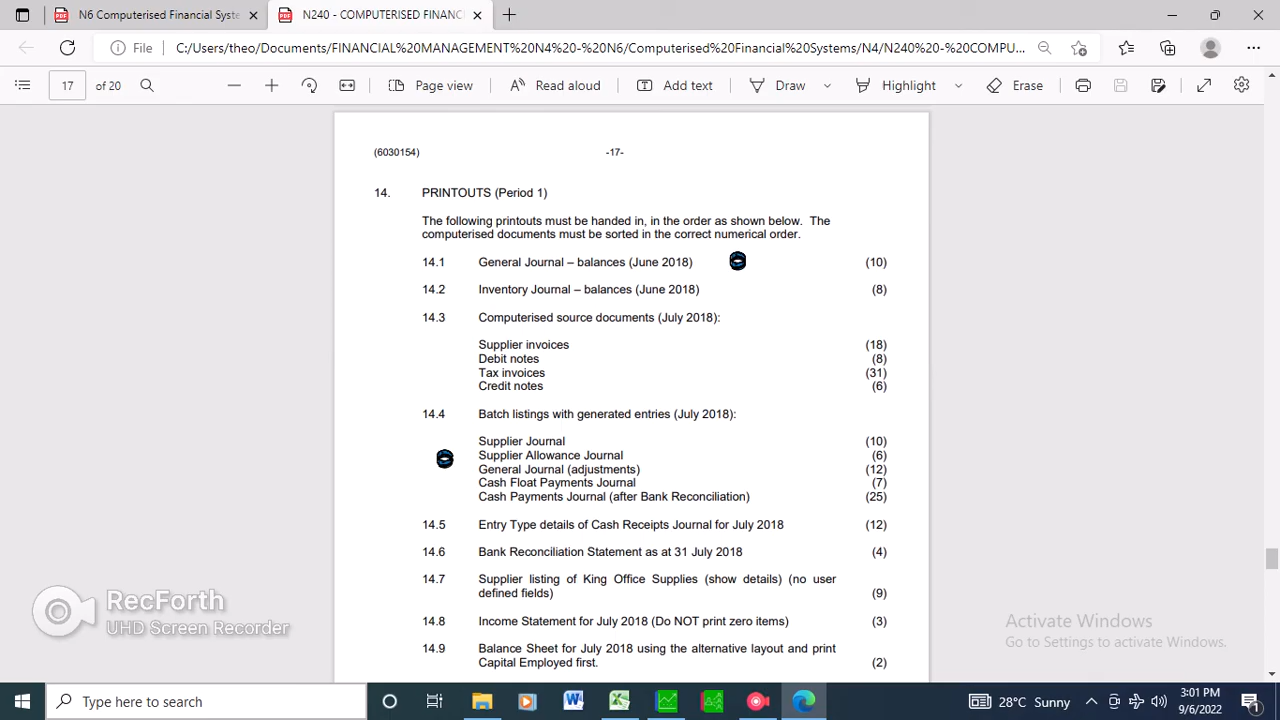 N6 Computerised Financial Syste
N240 - COMPUTERISED FINANC
File
C:/Users/theo/Documents/FINANCIAL%20MANAGEMENT%20N4%20-%20N6/Computerised%20Financial%20Systems/N4/N240%20-%20COMPU...
17 of 20
Page view
Read aloud
Add text
Draw
Highlight
Erase
(6030154) -17-
14. PRINTOUTS (Period 1)
The following printouts must be handed in, in the order as shown below. The
computerised documents must be sorted in the correct numerical order.
14.1 General Journal – balances (June 2018) (10)
14.2 Inventory Journal – balances (June 2018) (8)
14.3 Computerised source documents (July 2018):
Supplier invoices (18)
Debit notes (8)
Tax invoices (31)
Credit notes (6)
14.4 Batch listings with generated entries (July 2018):
Supplier Journal (10)
Supplier Allowance Journal (6)
General Journal (adjustments) (12)
Cash Float Payments Journal (7)
Cash Payments Journal (after Bank Reconciliation) (25)
14.5 Entry Type details of Cash Receipts Journal for July 2018 (12)
14.6 Bank Reconciliation Statement as at 31 July 2018 (4)
14.7 Supplier listing of King Office Supplies (show details) (no user
defined fields) (9)
14.8 Income Statement for July 2018 (Do NOT print zero items) (3)
14.9 Balance Sheet for July 2018 using the alternative layout and print
Capital Employed first. (2)
RecForth
UHD Screen Recorder
Activate Windows
Go to Settings to activate Windows.
Type here to search
28°C Sunny
3:01 PM
9/6/2022
1